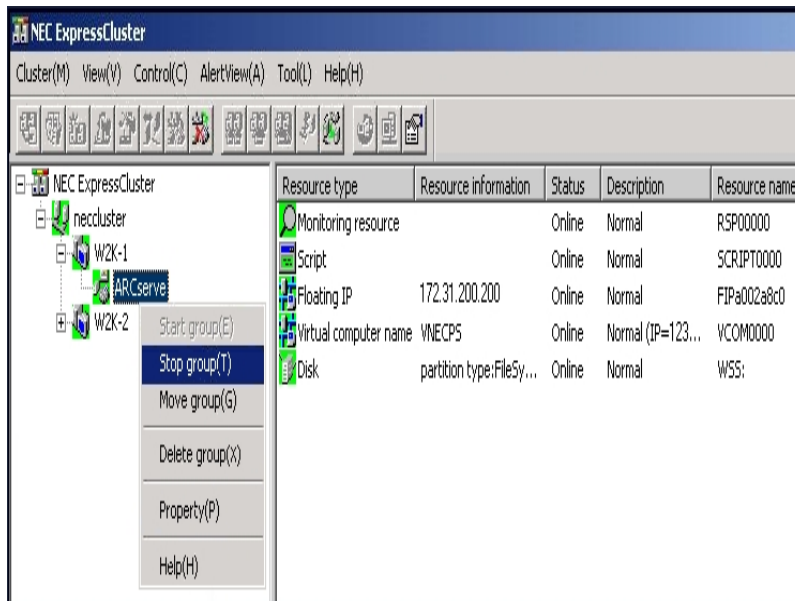 NEC ExpressCluster
Cluster(M) View(V) Control(C) AlertView(A) Tool(L) Help(H)
NEC ExpressCluster
neccluster
W2K-1
ARCserve
W2K-2
Start group(E)
Stop group(T)
Move group(G)
Delete group(X)
Property(P)
Help(H)
Resource type Resource information Status Description Resource name
Monitoring resource Online Normal RSP00000
Script Online Normal SCRIPT0000
Floating IP 172.31.200.200 Online Normal FIPa002a8c0
Virtual computer name VNECPS Online Normal (IP=123... VCOM0000
Disk partition type:FileSy... Online Normal W55: